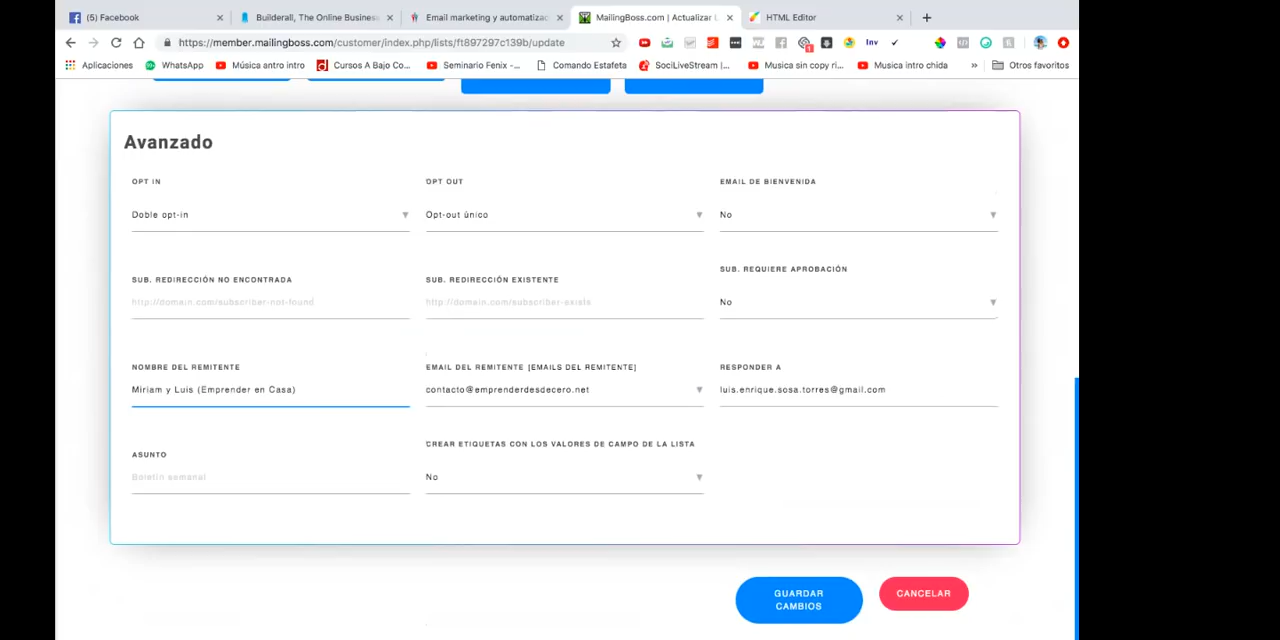 (5) Facebook
Builderall, The Online Business
Email marketing y automatizac
MailingBoss.com | Actualizar L
HTML Editor
https://member.mailingboss.com/customer/index.php/lists/ft897297c139b/update
Inv
1
Aplicaciones
WhatsApp
Música antro intro
Cursos A Bajo Co...
Seminario Fenix -...
Comando Estafeta
SociLiveStream |...
Musica sin copy ri...
Musica intro chida
»
Otros favoritos
Avanzado
OPT IN
OPT OUT
EMAIL DE BIENVENIDA
Doble opt-in
Opt-out único
No
SUB. REDIRECCIÓN NO ENCONTRADA
SUB. REDIRECCIÓN EXISTENTE
SUB. REQUIERE APROBACIÓN
http://domain.com/subscriber-not-found
http://domain.com/subscriber-exists
No
NOMBRE DEL REMITENTE
EMAIL DEL REMITENTE [EMAILS DEL REMITENTE]
RESPONDER A
Miriam y Luis (Emprender en Casa)
contacto@emprenderdesdecero.net
luis.enrique.sosa.torres@gmail.com
ASUNTO
CREAR ETIQUETAS CON LOS VALORES DE CAMPO DE LA LISTA
Boletín semanal
No
GUARDAR
CAMBIOS
CANCELAR